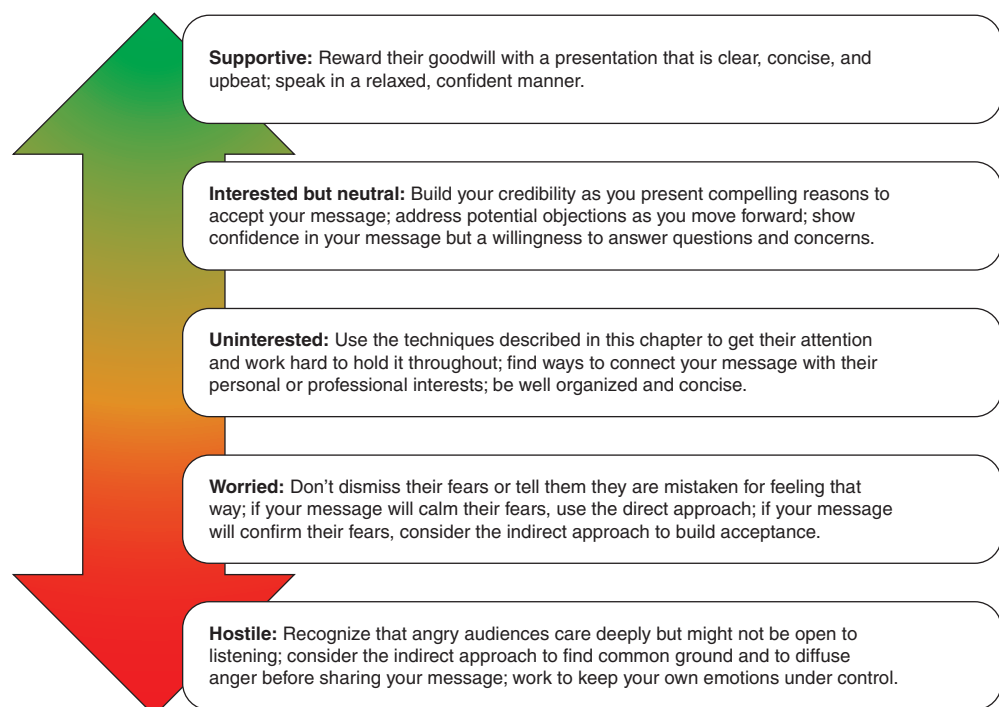 Supportive: Reward their goodwill with a presentation that is clear, concise, and
upbeat; speak in a relaxed, confident manner.
Interested but neutral: Build your credibility as you present compelling reasons to
accept your message; address potential objections as you move forward; show
confidence in your message but a willingness to answer questions and concerns.
Uninterested: Use the techniques described in this chapter to get their attention
and work hard to hold it throughout; find ways to connect your message with their
personal or professional interests; be well organized and concise.
Worried: Don't dismiss their fears or tell them they are mistaken for feeling that
way; if your message will calm their fears, use the direct approach; if your message
will confirm their fears, consider the indirect approach to build acceptance.
Hostile: Recognize that angry audiences care deeply but might not be open to
listening; consider the indirect approach to find common ground and to diffuse
anger before sharing your message; work to keep your own emotions under control.